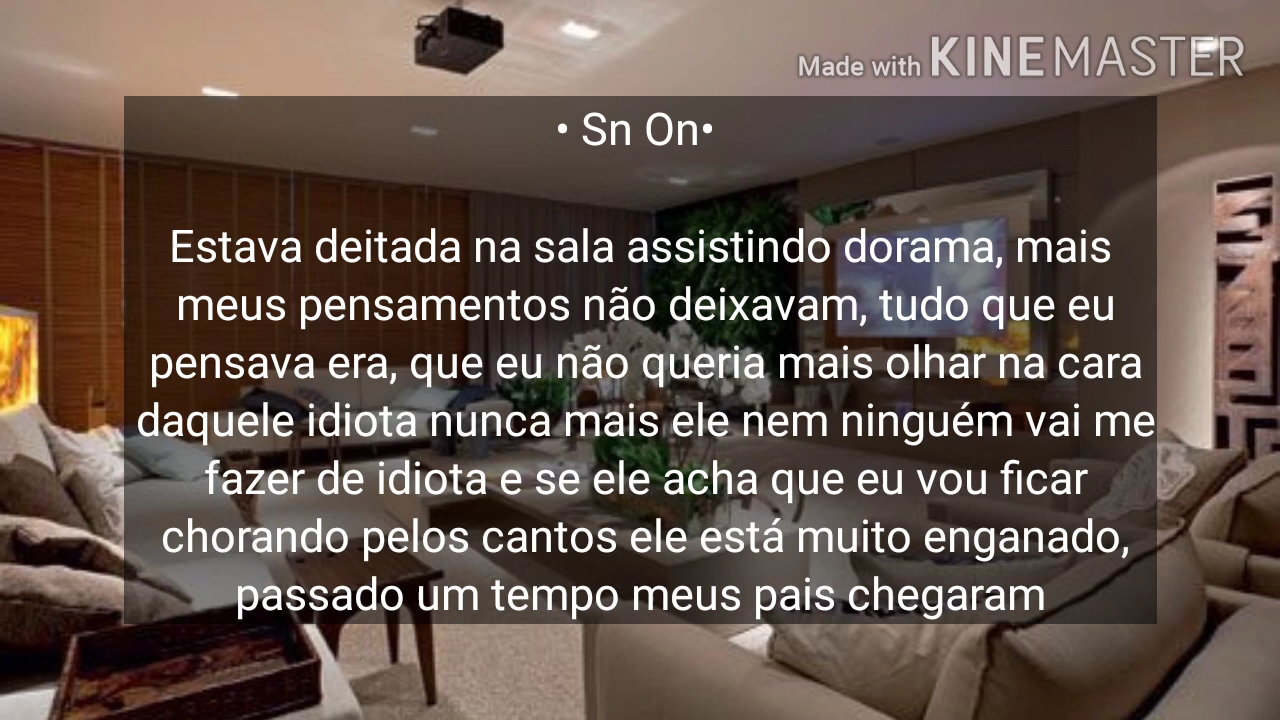 Made with KINEMASTER
• Sn On•
Estava deitada na sala assistindo dorama, mais
meus pensamentos não deixavam, tudo que eu
pensava era, que eu não queria mais olhar na cara
daquele idiota nunca mais ele nem ninguém vai me
fazer de idiota e se ele acha que eu vou ficar
chorando pelos cantos ele está muito enganado,
passado um tempo meus pais chegaram